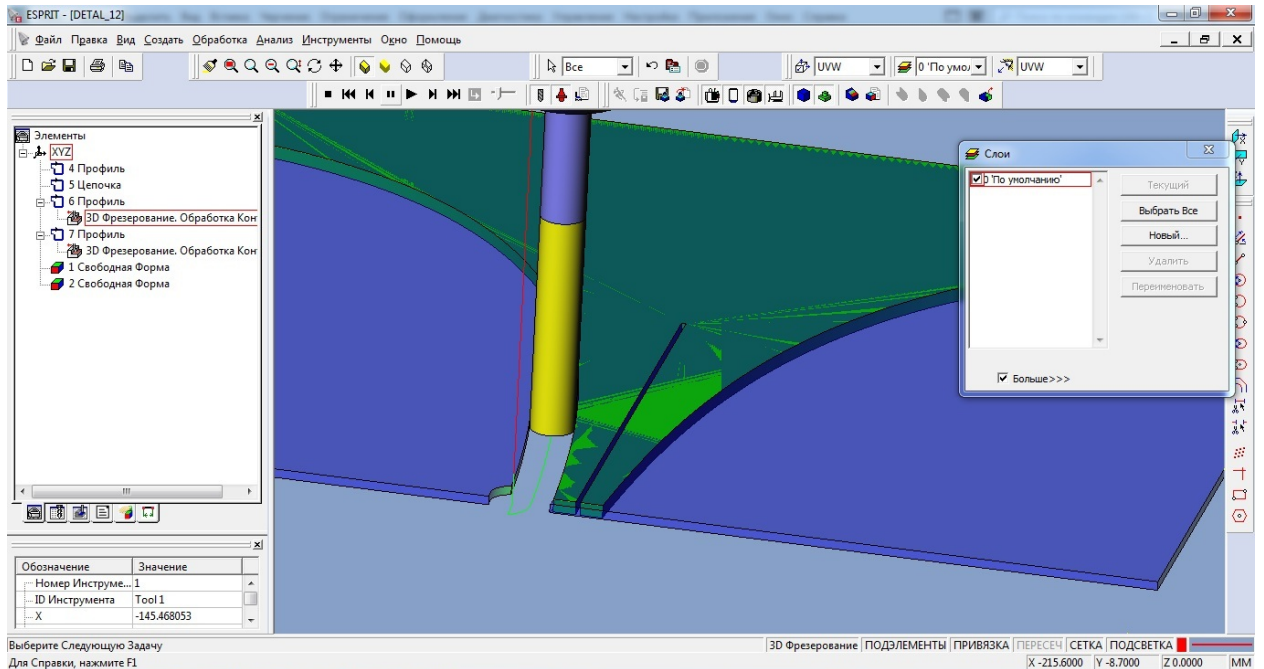 ESPRIT - [DETAL_12]
Файл Правка Вид Создать Обработка Анализ Инструменты Окно Помощь
Все UVW 0 'По умол UVW
Элементы
XYZ
4 Профиль
5 Цепочка
6 Профиль
3D Фрезерование. Обработка Кон
7 Профиль
3D Фрезерование. Обработка Кон
1 Свободная Форма
2 Свободная Форма
Слои
0 'По умолчанию'
Текущий
Выбрать Все
Новый...
Удалить
Переименовать
Больше>>>
Обозначение Значение
Номер Инструме... 1
ID Инструмента Tool 1
X -145.468053
Выберите Следующую Задачу
3D Фрезерование ПОДЭЛЕМЕНТЫ ПРИВЯЗКА ПЕРЕСЕЧ СЕТКА ПОДСВЕТКА
Для Справки, нажмите F1
X -215.6000 Y -8.7000 Z 0.0000 MM